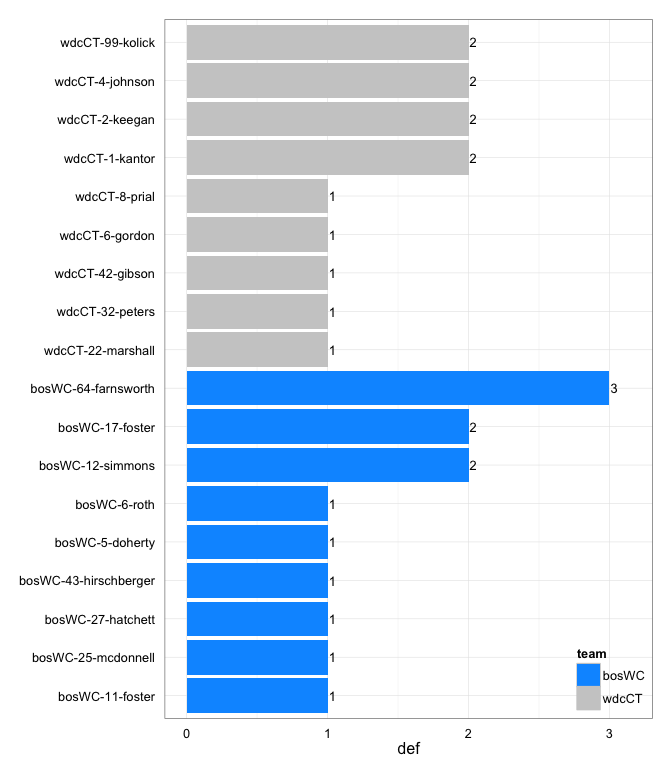 wdcCT-99-kolick 2
wdcCT-4-johnson 2
wdcCT-2-keegan 2
wdcCT-1-kantor 2
wdcCT-8-prial 1
wdcCT-6-gordon 1
wdcCT-42-gibson 1
wdcCT-32-peters 1
wdcCT-22-marshall 1
bosWC-64-farnsworth 3
bosWC-17-foster 2
bosWC-12-simmons 2
bosWC-6-roth 1
bosWC-5-doherty 1
bosWC-43-hirschberger 1
bosWC-27-hatchett 1
bosWC-25-mcdonnell 1
bosWC-11-foster 1
team
bosWC
wdcCT
0 1 2 3
def